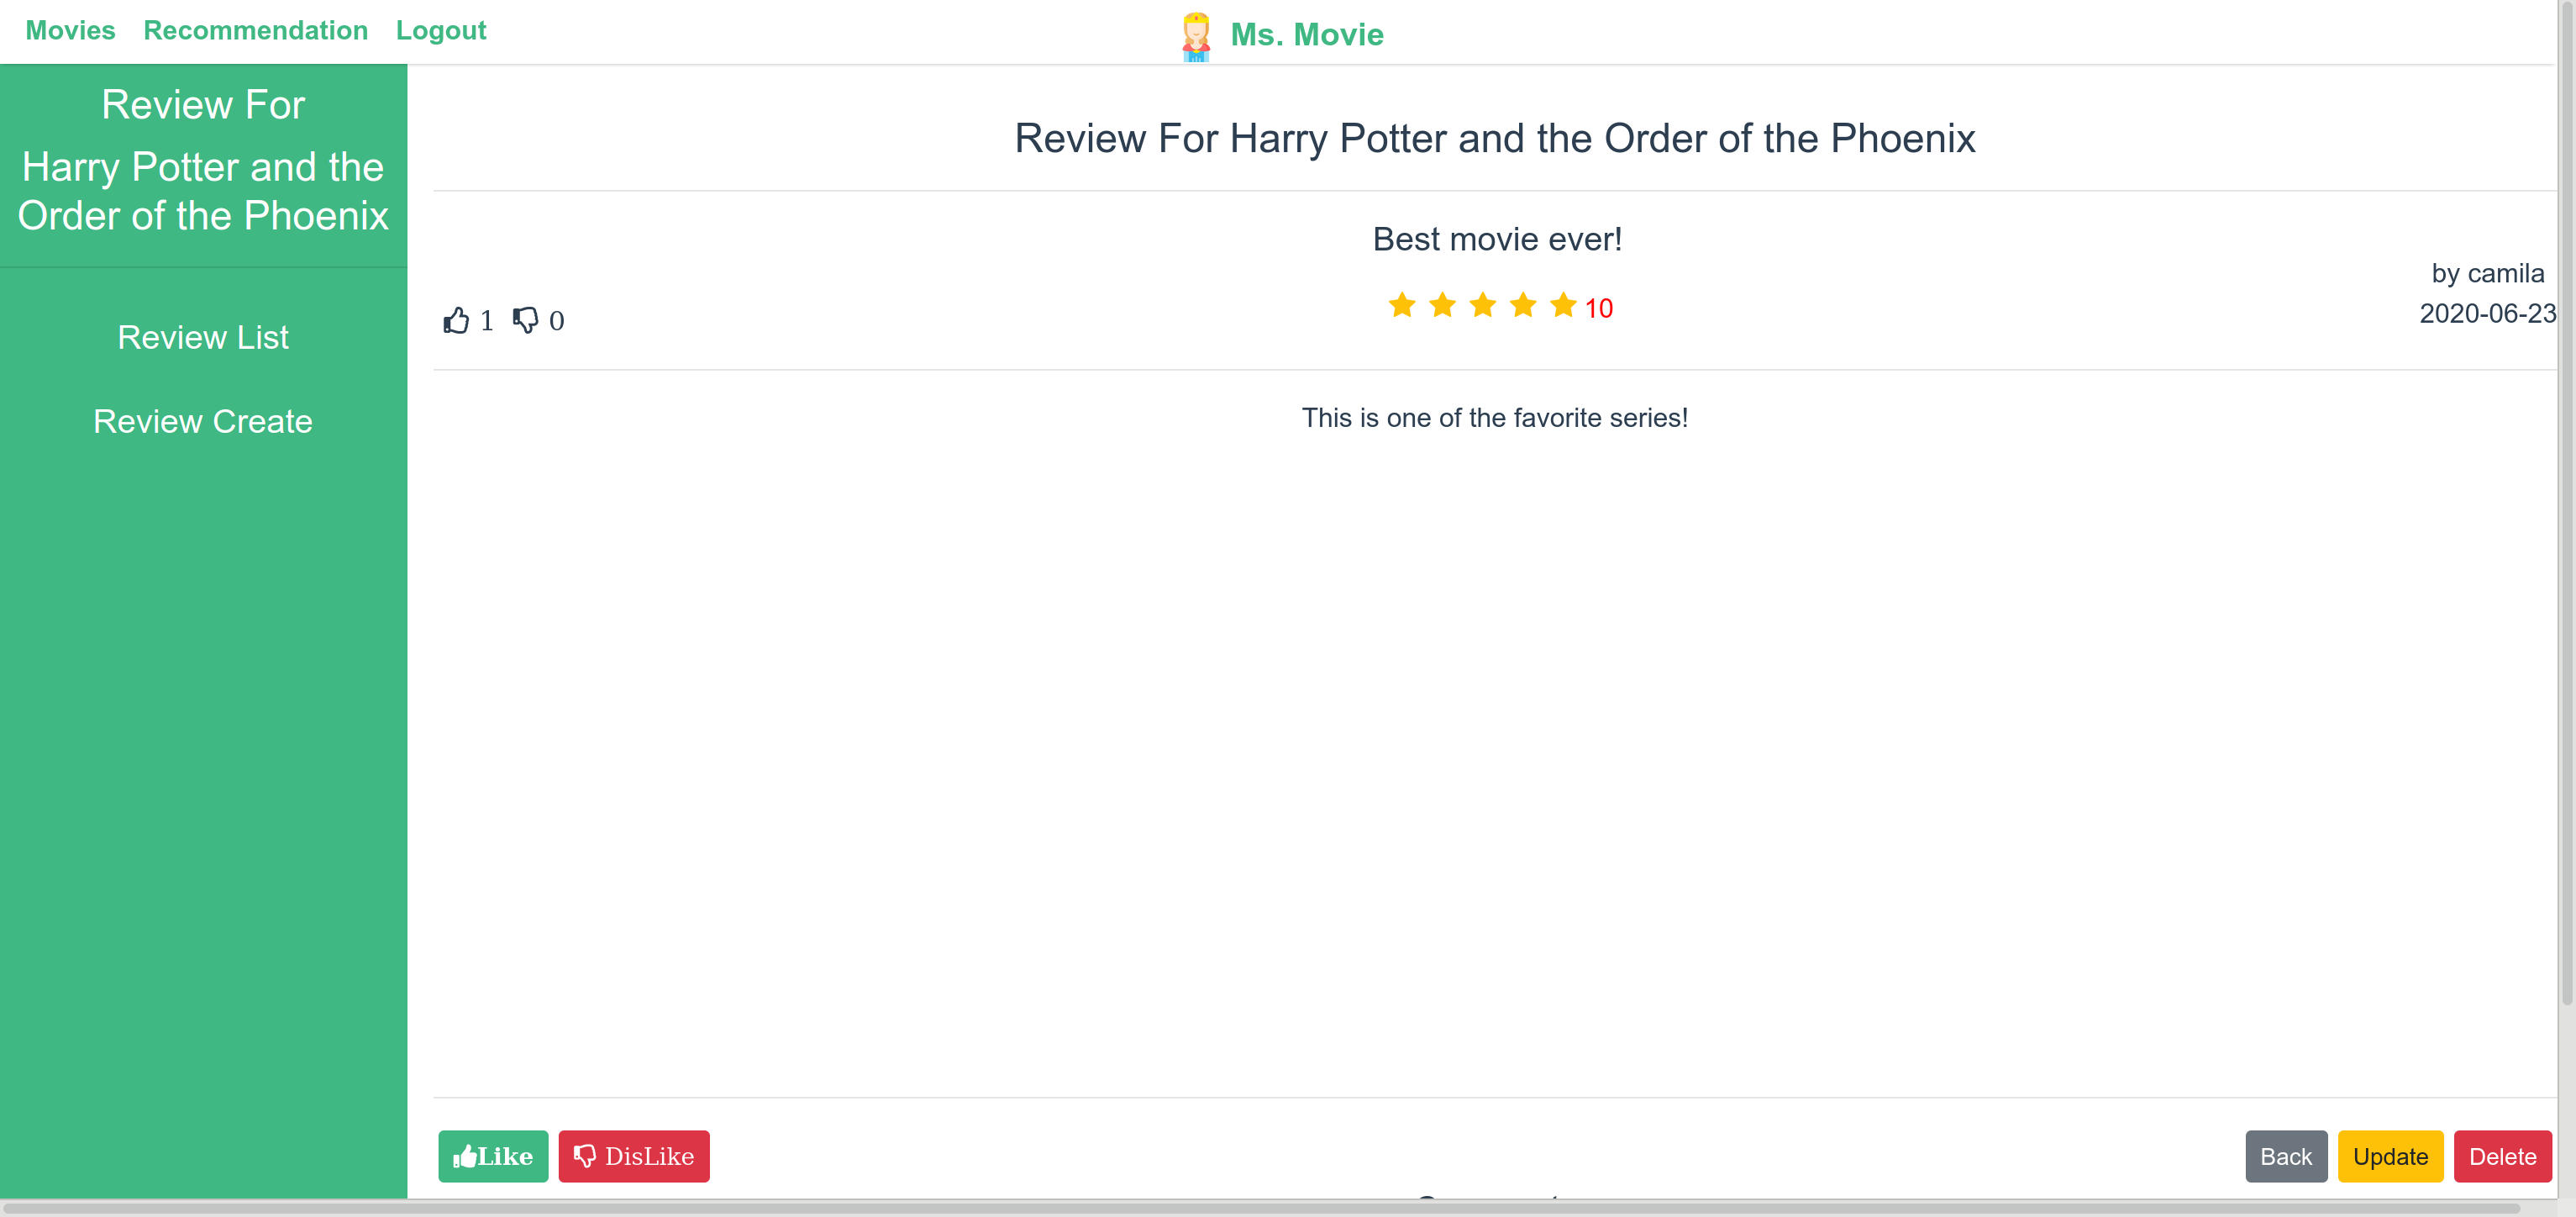 Movies Recommendation Logout
Ms. Movie
Review For
Harry Potter and the
Order of the Phoenix
Review List
Review Create
Review For Harry Potter and the Order of the Phoenix
Best movie ever!
10
1 0
by camila
2020-06-23
This is one of the favorite series!
Like DisLike
Back Update Delete